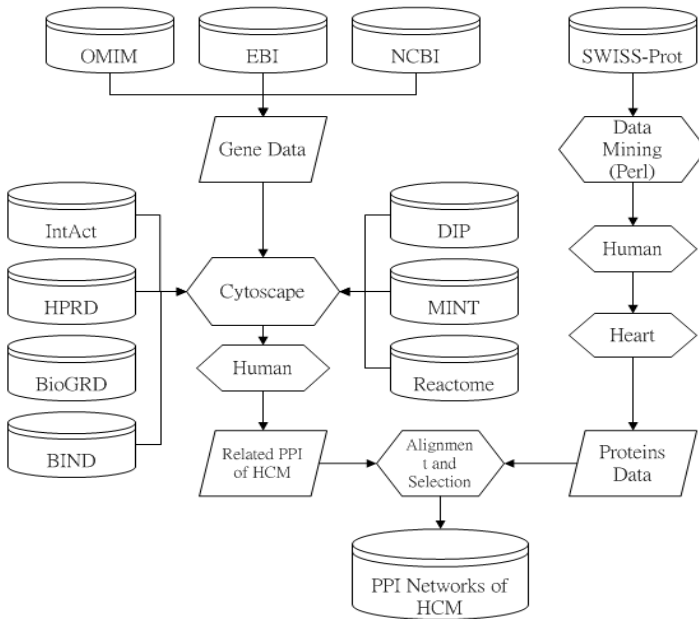 OMIM
EBI
NCBI
SWISS-Prot
Gene Data
Data
Mining
(Perl)
IntAct
DIP
Human
HPRD
Cytoscape
MINT
Heart
BioGRD
Human
Reactome
BIND
Related PPI
of HCM
Alignmen
t and
Selection
Proteins
Data
PPI Networks of
HCM